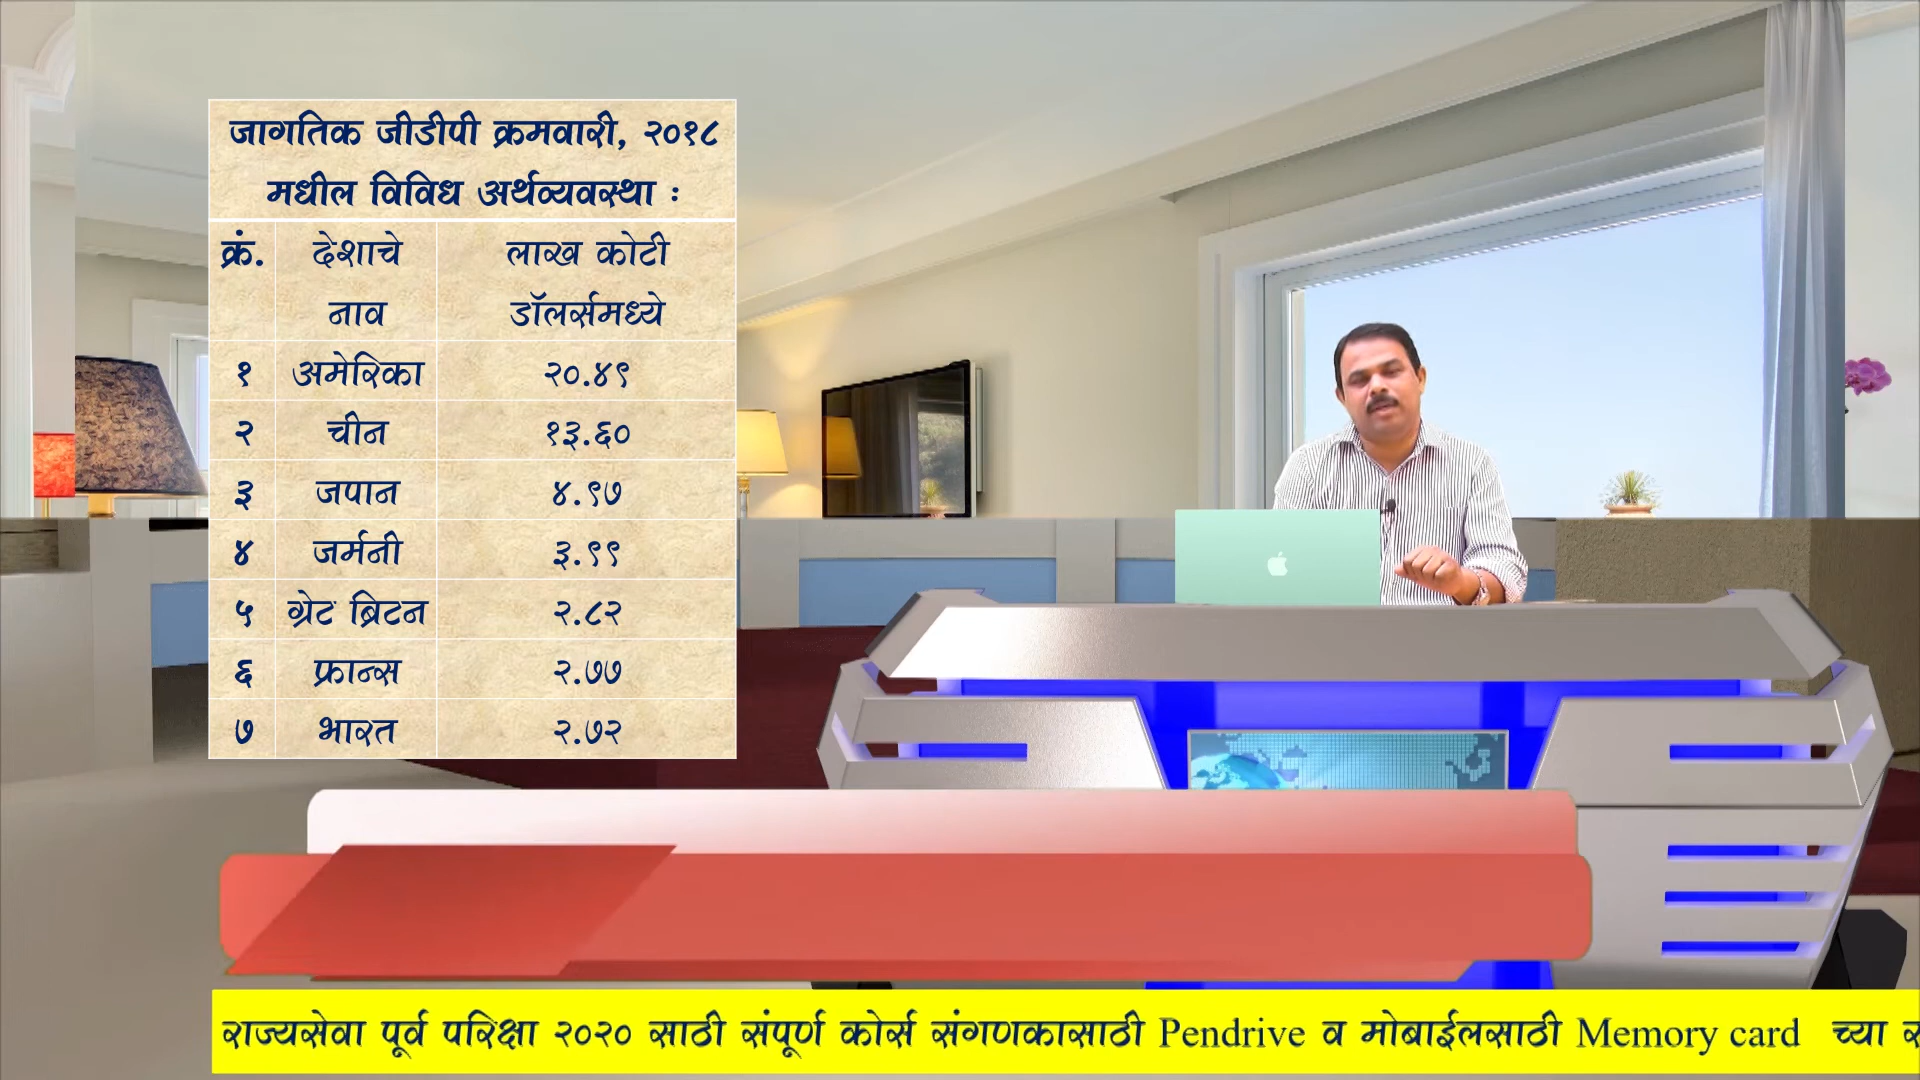 जागतिक जीडीपी क्रमवारी, २०१८
मधील विविध अर्थव्यवस्था :
क्रं. देशाचे नाव लाख कोटी डॉलर्समध्ये
१ अमेरिका २०.४९
२ चीन १३.६०
३ जपान ४.९७
४ जर्मनी ३.९९
५ ग्रेट ब्रिटन २.८२
६ फ्रान्स २.७७
७ भारत २.७२
राज्यसेवा पूर्व परिक्षा २०२० साठी संपूर्ण कोर्स संगणकासाठी Pendrive व मोबाईलसाठी Memory card च्या